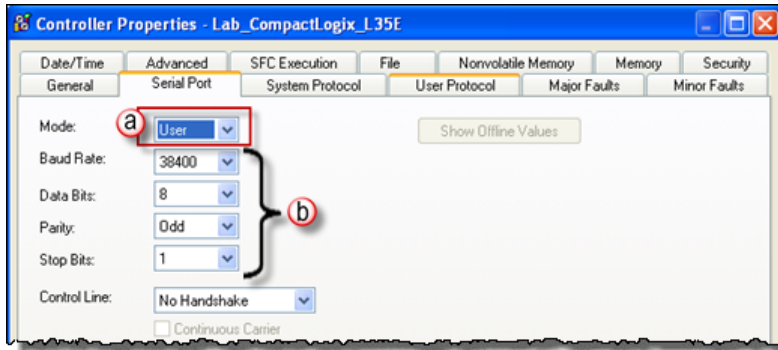 Controller Properties - Lab_CompactLogix_L35E
Date/Time Advanced SFC Execution File Nonvolatile Memory Memory Security
General Serial Port System Protocol User Protocol Major Faults Minor Faults
Mode: a User Show Offline Values
Baud Rate: 38400
Data Bits: 8
b
Parity: Odd
Stop Bits: 1
Control Line: No Handshake
Continuous Carrier